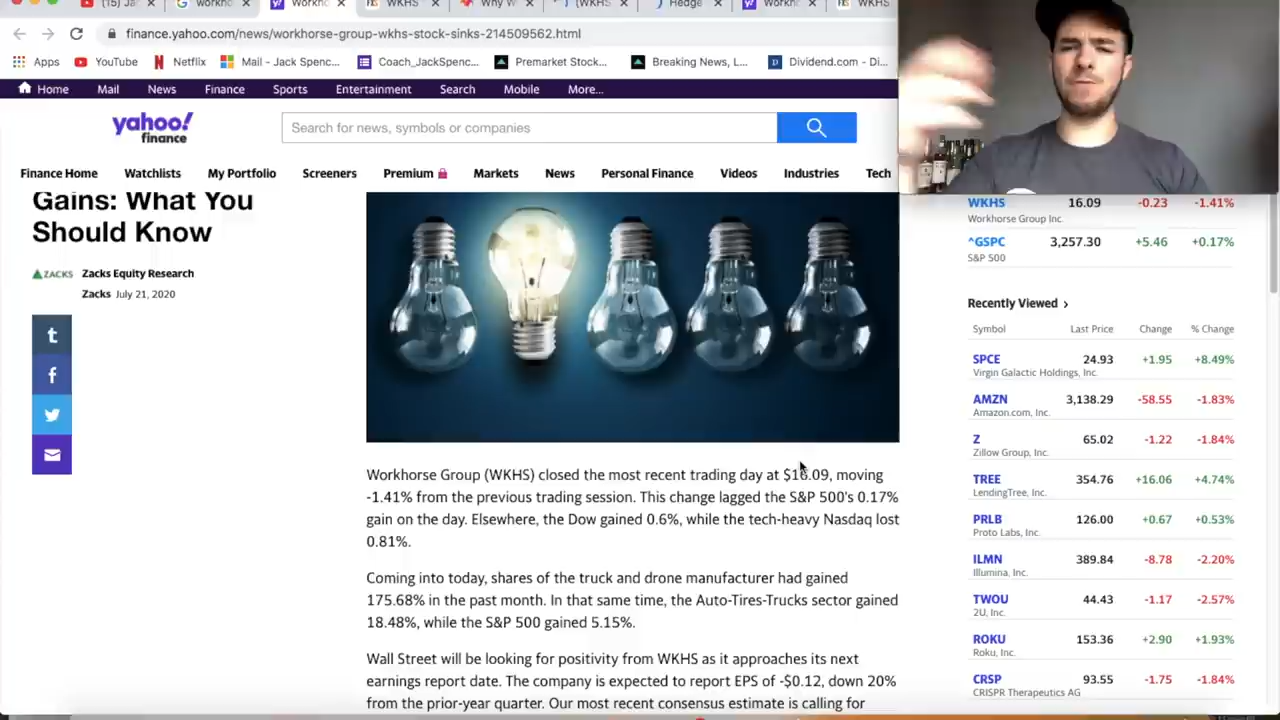 (15) Ja
workh
Workh
WKHS
Why W
(WKHS
Hedge
Workh
WKHS
finance.yahoo.com/news/workhorse-group-wkhs-stock-sinks-214509562.html
Apps YouTube Netflix Mail - Jack Spenc... Coach_JackSpenc... Premarket Stock... Breaking News, L... Dividend.com - Di...
Home Mail News Finance Sports Entertainment Search Mobile More...
yahoo!
finance
Search for news, symbols or companies
Finance Home Watchlists My Portfolio Screeners Premium Markets News Personal Finance Videos Industries Tech
Gains: What You
Should Know
ZACKS Zacks Equity Research
Zacks July 21, 2020
Workhorse Group (WKHS) closed the most recent trading day at $16.09, moving
-1.41% from the previous trading session. This change lagged the S&P 500's 0.17%
gain on the day. Elsewhere, the Dow gained 0.6%, while the tech-heavy Nasdaq lost
0.81%.
Coming into today, shares of the truck and drone manufacturer had gained
175.68% in the past month. In that same time, the Auto-Tires-Trucks sector gained
18.48%, while the S&P 500 gained 5.15%.
Wall Street will be looking for positivity from WKHS as it approaches its next
earnings report date. The company is expected to report EPS of -$0.12, down 20%
from the prior-year quarter. Our most recent consensus estimate is calling for
WKHS 16.09 -0.23 -1.41%
Workhorse Group Inc.
^GSPC 3,257.30 +5.46 +0.17%
S&P 500
Recently Viewed
Symbol Last Price Change % Change
SPCE 24.93 +1.95 +8.49%
Virgin Galactic Holdings, Inc.
AMZN 3,138.29 -58.55 -1.83%
Amazon.com, Inc.
Z 65.02 -1.22 -1.84%
Zillow Group, Inc.
TREE 354.76 +16.06 +4.74%
LendingTree, Inc.
PRLB 126.00 +0.67 +0.53%
Proto Labs, Inc.
ILMN 389.84 -8.78 -2.20%
Illumina, Inc.
TWOU 44.43 -1.17 -2.57%
2U, Inc.
ROKU 153.36 +2.90 +1.93%
Roku, Inc.
CRSP 93.55 -1.75 -1.84%
CRISPR Therapeutics AG